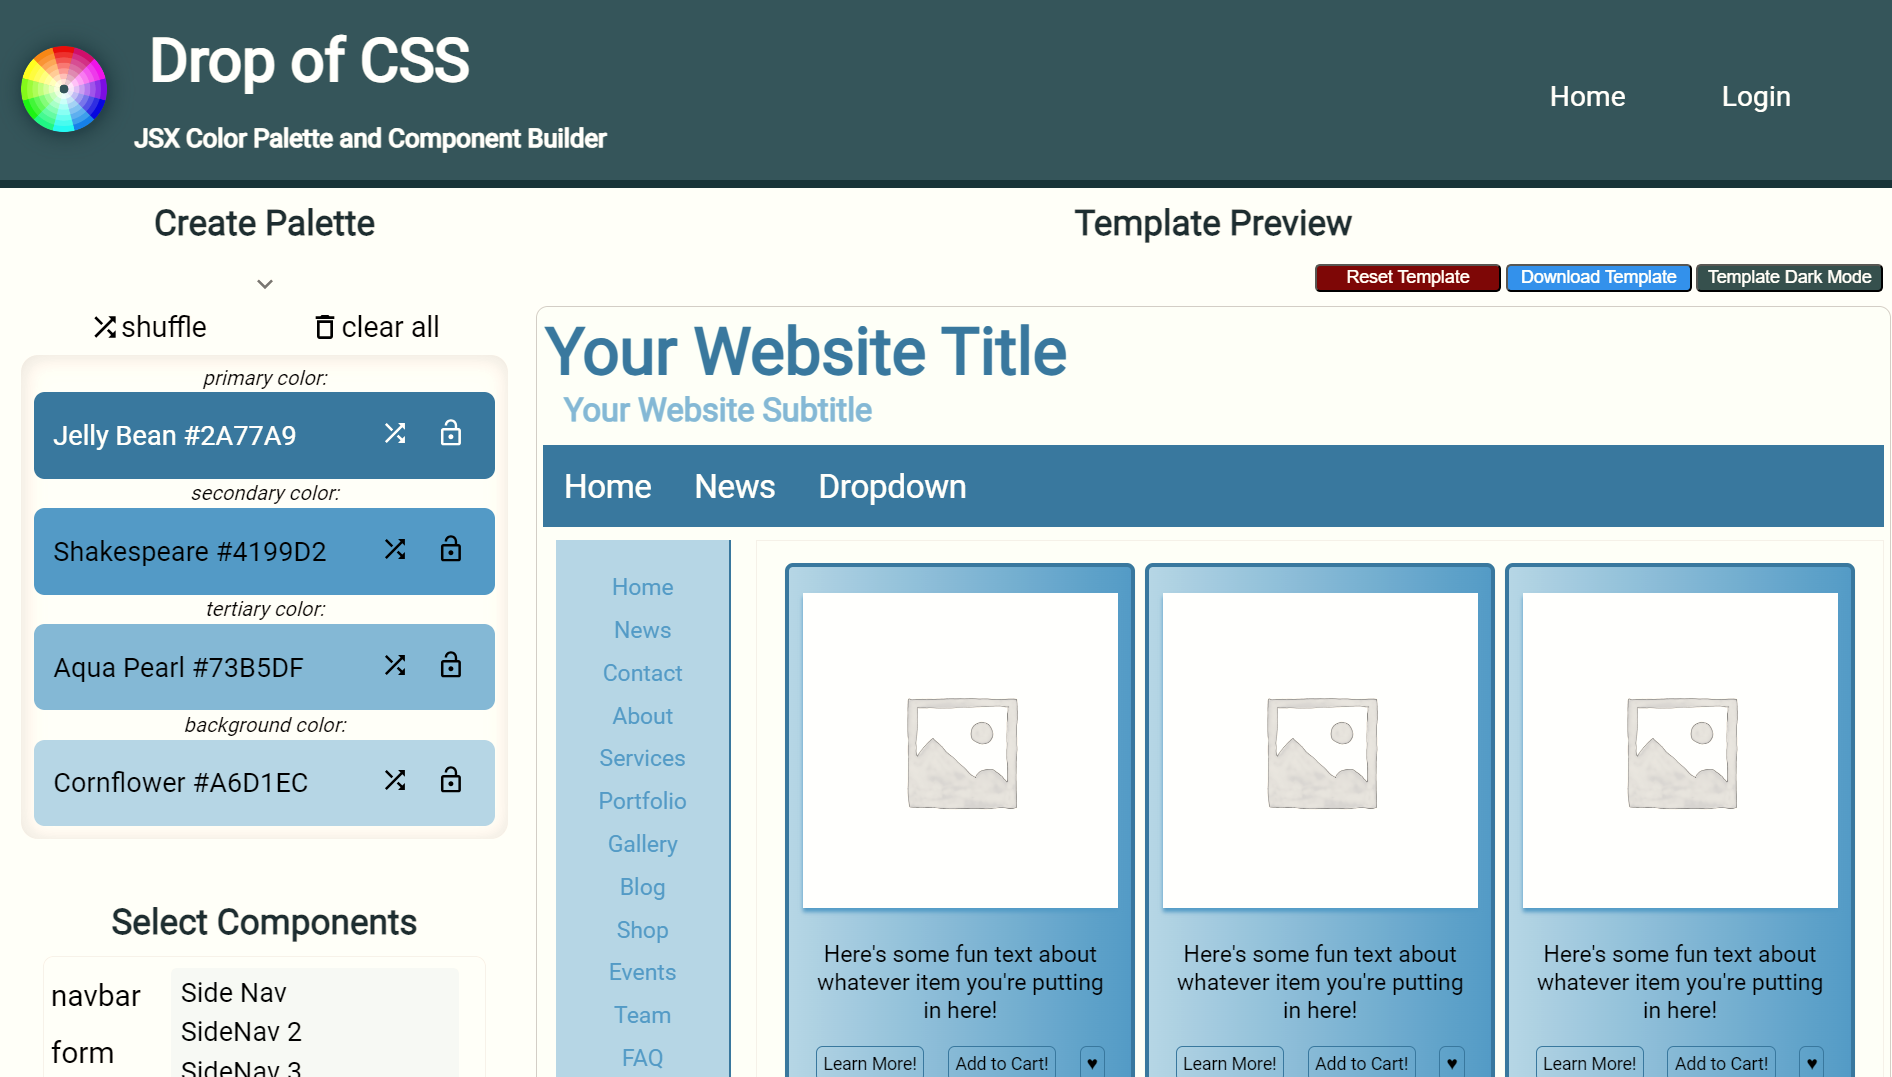 Drop of CSS
JSX Color Palette and Component Builder
Home
Login
Create Palette
shuffle
clear all
primary color:
Jelly Bean #2A77A9
secondary color:
Shakespeare #4199D2
tertiary color:
Aqua Pearl #73B5DF
background color:
Cornflower #A6D1EC
Select Components
navbar
form
Side Nav
SideNav 2
SideNav 3
Template Preview
Reset Template
Download Template
Template Dark Mode
Your Website Title
Your Website Subtitle
Home
News
Dropdown
Home
News
Contact
About
Services
Portfolio
Gallery
Blog
Shop
Events
Team
FAQ
Here's some fun text about
whatever item you're putting
in here!
Learn More!
Add to Cart!
♥
Here's some fun text about
whatever item you're putting
in here!
Learn More!
Add to Cart!
♥
Here's some fun text about
whatever item you're putting
in here!
Learn More!
Add to Cart!
♥